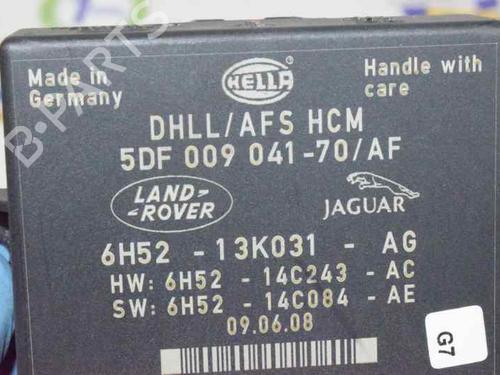 Made in
Germany
HELLA
Handle with
care
DHLL/AFS HCM
5DF 009 041-70/AF
LAND-
-ROVER
JAGUAR
6H52 - 13K031 - AG
HW: 6H52 - 14C243 - AC
SW: 6H52 - 14C084 - AE
09.06.08
G7
B-PARTS